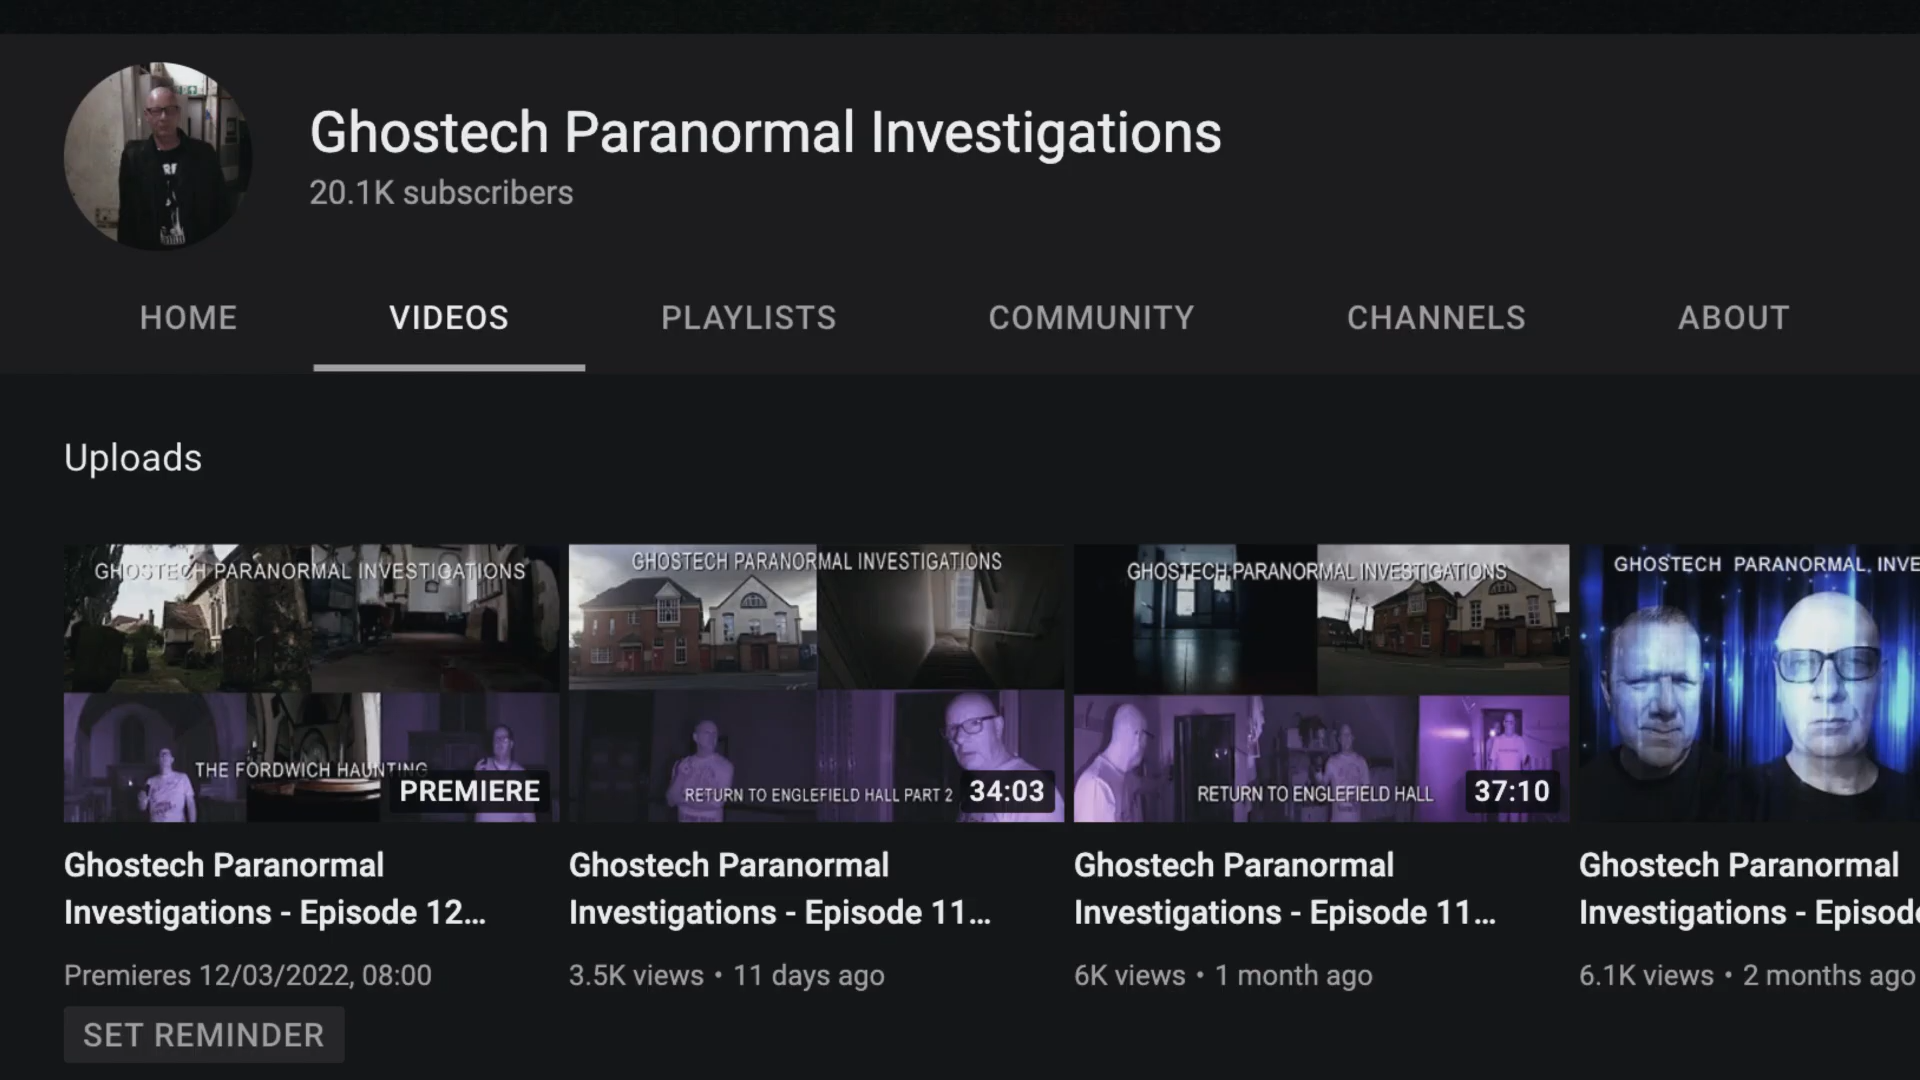 Ghostech Paranormal Investigations
20.1K subscribers
HOME VIDEOS PLAYLISTS COMMUNITY CHANNELS ABOUT
Uploads
GHOSTECH PARANORMAL INVESTIGATIONS
THE FORDWICH HAUNTING
PREMIERE
GHOSTECH PARANORMAL INVESTIGATIONS
RETURN TO ENGLEFIELD HALL PART 2
34:03
GHOSTECH PARANORMAL INVESTIGATIONS
RETURN TO ENGLEFIELD HALL
37:10
GHOSTECH PARANORMAL INVE
Ghostech Paranormal
Investigations - Episode 12...
Premieres 12/03/2022, 08:00
SET REMINDER
Ghostech Paranormal
Investigations - Episode 11...
3.5K views • 11 days ago
Ghostech Paranormal
Investigations - Episode 11...
6K views • 1 month ago
Ghostech Paranormal
Investigations - Episode
6.1K views • 2 months ago